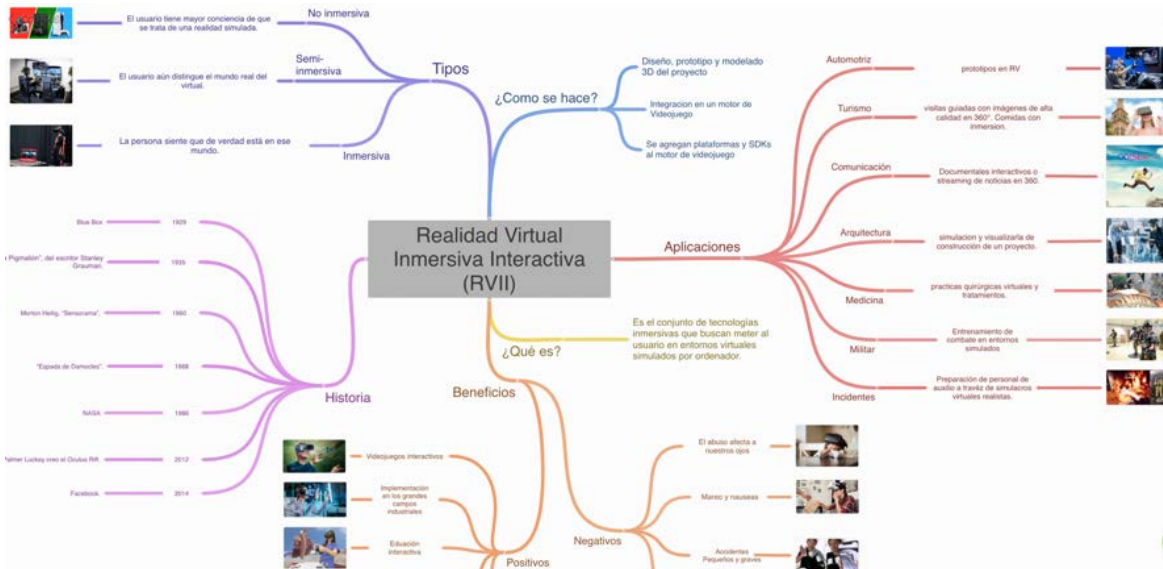 Realidad Virtual
Inmersiva Interactiva
(RVII)
Tipos
No inmersiva
El usuario tiene mayor conciencia de que
se trata de una realidad simulada.
Semi-
inmersiva
El usuario aún distingue el mundo real del
virtual.
Inmersiva
La persona siente que de verdad está en ese
mundo.
¿Como se hace?
Diseño, prototipo y modelado
3D del proyecto
Integracion en un motor de
Videojuego
Se agregan plataformas y SDKs
al motor de videojuego
Aplicaciones
Automotriz
prototipos en RV
Turismo
visitas guiadas con imágenes de alta
calidad en 360°. Comidas con
inmersion.
Comunicación
Documentales interactivos o
streaming de noticias en 360.
Arquitectura
simulacion y visualizarla de
construcción de un proyecto.
Medicina
practicas quirúrgicas virtuales y
tratamientos.
Militar
Entrenamiento de
combate en entornos
simulados
Incidentes
Preparación de personal de
auxilio a travéz de simulacros
virtuales realistas.
¿Qué es?
Es el conjunto de tecnologías
inmersivas que buscan meter al
usuario en entornos virtuales
simulados por ordenador.
Historia
Blue Box
1929
Pigmalión", del escritor Stanley
Grauman.
1935
Morton Heilig, "Sensorama".
1960
"Espada de Damocles".
1968
NASA
1986
Palmer Luckey creo el Oculus Rift.
2012
Facebook.
2014
Beneficios
Positivos
Videojuegos interactivos
Implementación
en los grandes
campos
industriales
Eduación
interactiva
Negativos
El abuso afecta a
nuestros ojos
Mareo y nauseas
Accidentes
Pequeños y graves